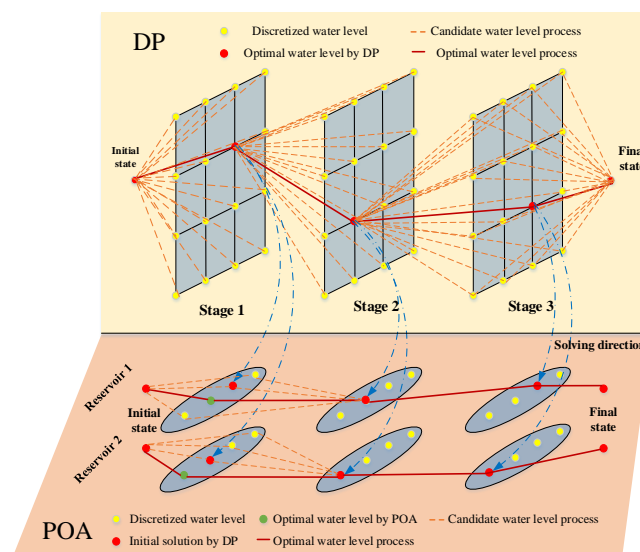 DP
Discretized water level
Candidate water level process
Optimal water level by DP
Optimal water level process
Initial
state
Final
state
Stage 1
Stage 2
Stage 3
Solving direction
Reservoir 1
Initial
state
Final
state
Reservoir 2
Discretized water level
Optimal water level by POA
Candidate water level process
Initial solution by DP
Optimal water level process
POA